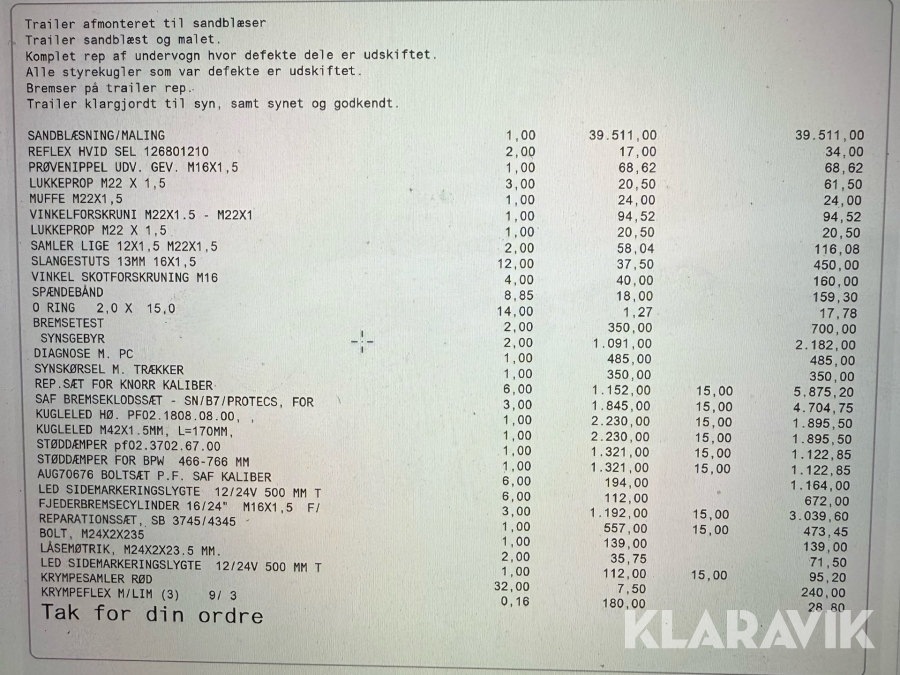 Trailer afmonteret til sandblæser
Trailer sandblæst og malet.
Komplet rep af undervogn hvor defekte dele er udskiftet.
Alle styrekugler som var defekte er udskiftet.
Bremser på trailer rep.
Trailer klargjordt til syn, samt synet og godkendt.
SANDBLÆSNING/MALING 1,00 39.511,00 39.511,00
REFLEX HVID SEL 126801210 2,00 17,00 34,00
PRØVENIPPEL UDV. GEV. M16X1,5 1,00 68,62 68,62
LUKKEPROP M22 X 1,5 3,00 20,50 61,50
MUFFE M22X1,5 1,00 24,00 24,00
VINKELFORSKRUNI M22X1.5 - M22X1 1,00 94,52 94,52
LUKKEPROP M22 X 1,5 1,00 20,50 20,50
SAMLER LIGE 12X1,5 M22X1,5 2,00 58,04 116,08
SLANGESTUTS 13MM 16X1,5 12,00 37,50 450,00
VINKEL SKOTFORSKRUNING M16 4,00 40,00 160,00
SPÆNDEBÅND 8,85 18,00 159,30
O RING 2,0 X 15,0 14,00 1,27 17,78
BREMSETEST 2,00 350,00 700,00
SYNSGEBYR 2,00 1.091,00 2.182,00
DIAGNOSE M. PC 1,00 485,00 485,00
SYNSKØRSEL M. TRÆKKER 1,00 350,00 350,00
REP.SÆT FOR KNORR KALIBER 6,00 1.152,00 15,00 5.875,20
SAF BREMSEKLODSSÆT - SN/B7/PROTECS, FOR 3,00 1.845,00 15,00 4.704,75
KUGLELED HØ. PF02.1808.08.00, , 1,00 2.230,00 15,00 1.895,50
KUGLELED M42X1.5MM, L=170MM, 1,00 2.230,00 15,00 1.895,50
STØDDÆMPER pf02.3702.67.00 1,00 1.321,00 15,00 1.122,85
STØDDÆMPER FOR BPW 466-766 MM 1,00 1.321,00 15,00 1.122,85
AUG70676 BOLTSÆT P.F. SAF KALIBER 6,00 194,00 1.164,00
LED SIDEMARKERINGSLYGTE 12/24V 500 MM T 6,00 112,00 672,00
FJEDERBREMSECYLINDER 16/24" M16X1,5 F/ 3,00 1.192,00 15,00 3.039,60
REPARATIONSSÆT, SB 3745/4345 1,00 557,00 15,00 473,45
BOLT, M24X2X235 1,00 139,00 139,00
LÅSEMØTRIK, M24X2X23.5 MM. 2,00 35,75 71,50
LED SIDEMARKERINGSLYGTE 12/24V 500 MM T 1,00 112,00 15,00 95,20
KRYMPESAMLER RØD 32,00 7,50 240,00
KRYMPEFLEX M/LIM (3) 9/ 3 0,16 180,00 28,80
Tak for din ordre
KLARAVIK